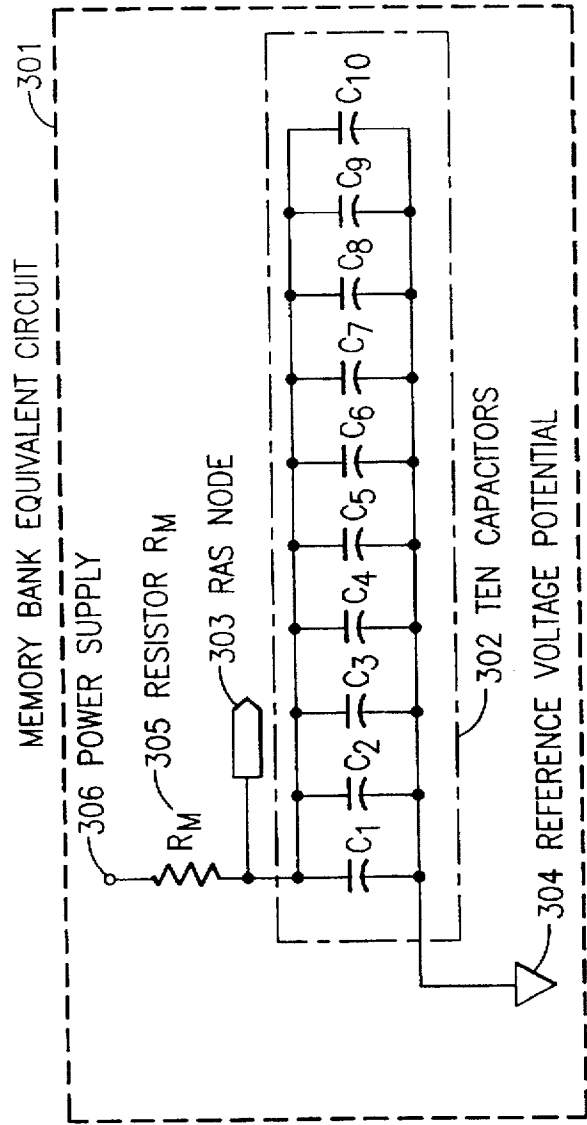 MEMORY BANK EQUIVALENT CIRCUIT
301
306 POWER SUPPLY
305 RESISTOR RM
RM
303 RAS NODE
C1 C2 C3 C4 C5 C6 C7 C8 C9 C10
302 TEN CAPACITORS
304 REFERENCE VOLTAGE POTENTIAL